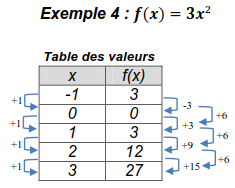 Exemple 4 : f(x) = 3x²
Table des valeurs
x f(x)
-1 3
+1 -3
0 0 +6
+1 +3
1 3 +6
+1 +9
2 12 +6
+1 +15
3 27